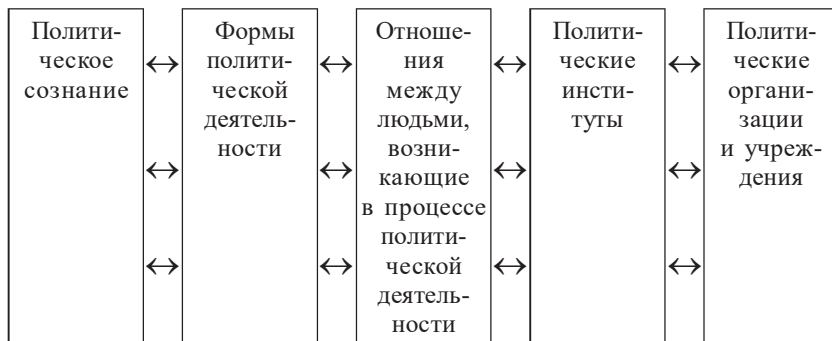 Полити-
ческое
сознание
Формы
полити-
ческой
деятель-
ности
Отноше-
ния
между
людьми,
возни-
кающие
в процессе
полити-
ческой
деятель-
ности
Полити-
ческие
инсти-
туты
Полити-
ческие
органи-
зации
и учреж-
дения